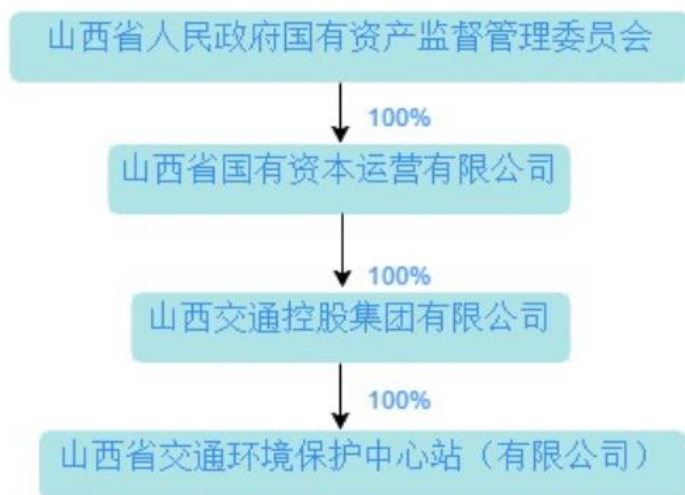 山西省人民政府国有资产监督管理委员会
100%
山西省国有资本运营有限公司
100%
山西交通控股集团有限公司
100%
山西省交通环境保护中心站（有限公司）